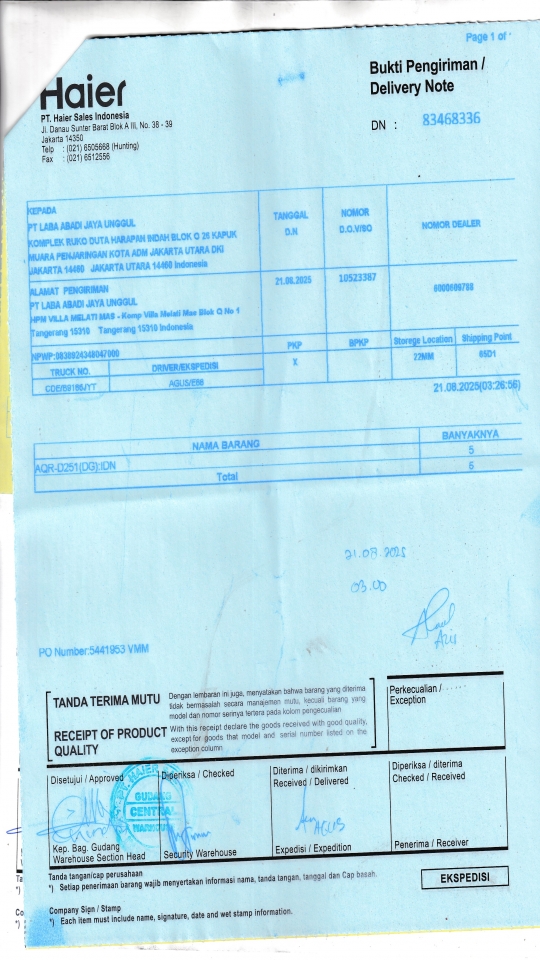 Page 1 of
Haier
PT. Haier Sales Indonesia
Jl. Danau Sunter Barat Blok A III, No. 38 - 39
Jakarta 14350
Telp : (021) 6505668 (Hunting)
Fax : (021) 6512556
Bukti Pengiriman /
Delivery Note
DN : 83468336
KEPADA
PT LABA ABADI JAYA UNGGUL
KOMPLEK RUKO DUTA HARAPAN INDAH BLOK O 26 KAPUK
MUARA PENJARINGAN KOTA ADM JAKARTA UTARA DKI
JAKARTA 14460 JAKARTA UTARA 14460 Indonesia
TANGGAL
D.N
NOMOR
D.O.V/SO
NOMOR DEALER
ALAMAT PENGIRIMAN
PT LABA ABADI JAYA UNGGUL
HPM VILLA MELATI MAS - Komp Villa Melati Mas Blok Q No 1
Tangerang 15310 Tangerang 15310 Indonesia
21.08.2025
10523387
NPWP:
TRUCK NO.
DRIVER/EKSPEDISI
PKP
BPKP
Storege Location
Shipping Point
X
22MM
65D1
AGUS/E66
21.08.2025(03:26:56)
NAMA BARANG
BANYAKNYA
AQR-D251(DG):IDN
5
Total
21.08.2025
03.00
Azis
PO Number:5441953 VMM
TANDA TERIMA MUTU
Dengan lembaran ini juga, menyatakan bahwa barang yang diterima
tidak bermasalah secara manajemen mutu, kecuali barang yang
model dan nomor serinya tertera pada kolom pengecualian
RECEIPT OF PRODUCT
QUALITY
With this receipt declare the goods received with good quality,
except for goods that model and serial number listed on the
exception column
Perkecualian /
Exception
Disetujui / Approved
Diperiksa / Checked
Diterima / dikirimkan
Received / Delivered
Diperiksa / diterima
Checked / Received
PT. HAIER
GUDANG
CENTRAL
WAREHOUSE
AGUS
Kep. Bag. Gudang
Warehouse Section Head
Security Warehouse
Expedisi / Expedition
Penerima / Receiver
Tanda tangan/cap perusahaan
*) Setiap penerimaan barang wajib menyertakan informasi nama, tanda tangan, tanggal dan Cap basah.
EKSPEDISI
Company Sign / Stamp
*) Each item must include name, signature, date and wet stamp information.